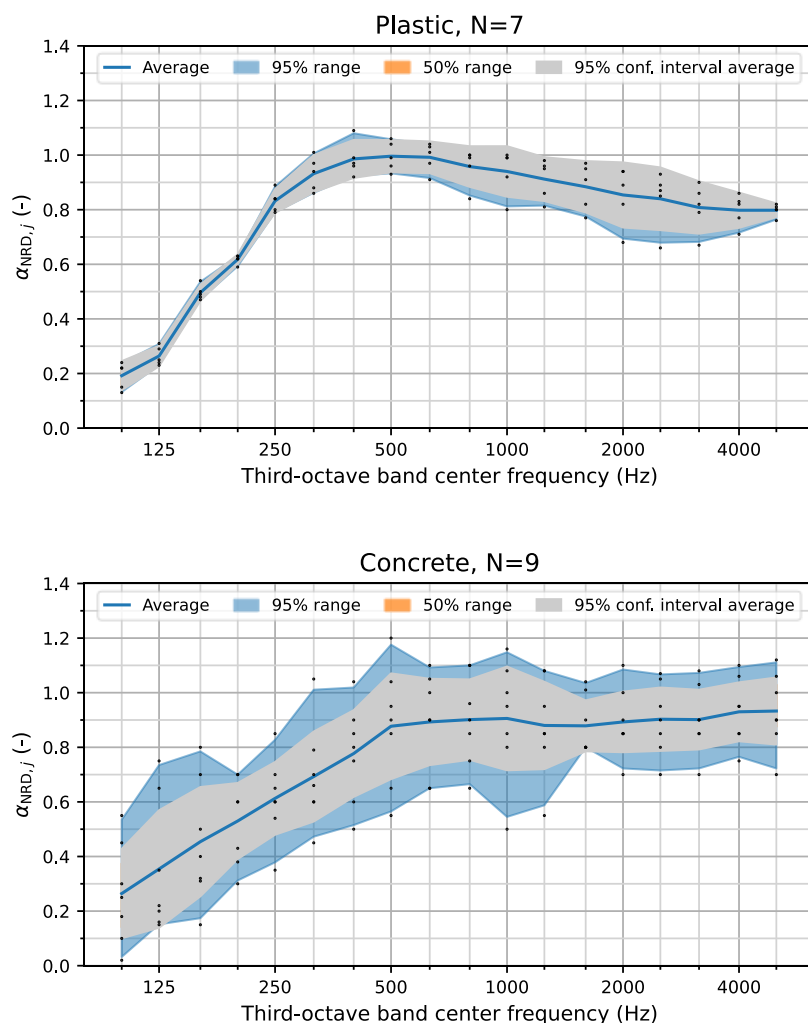 Plastic, N=7
Average 95% range 50% range 95% conf. interval average
1.4
1.2
1.0
0.8
0.6
0.4
0.2
0.0
αNRD,j (-)
125 250 500 1000 2000 4000
Third-octave band center frequency (Hz)
Concrete, N=9
Average 95% range 50% range 95% conf. interval average
1.4
1.2
1.0
0.8
0.6
0.4
0.2
0.0
αNRD,j (-)
125 250 500 1000 2000 4000
Third-octave band center frequency (Hz)